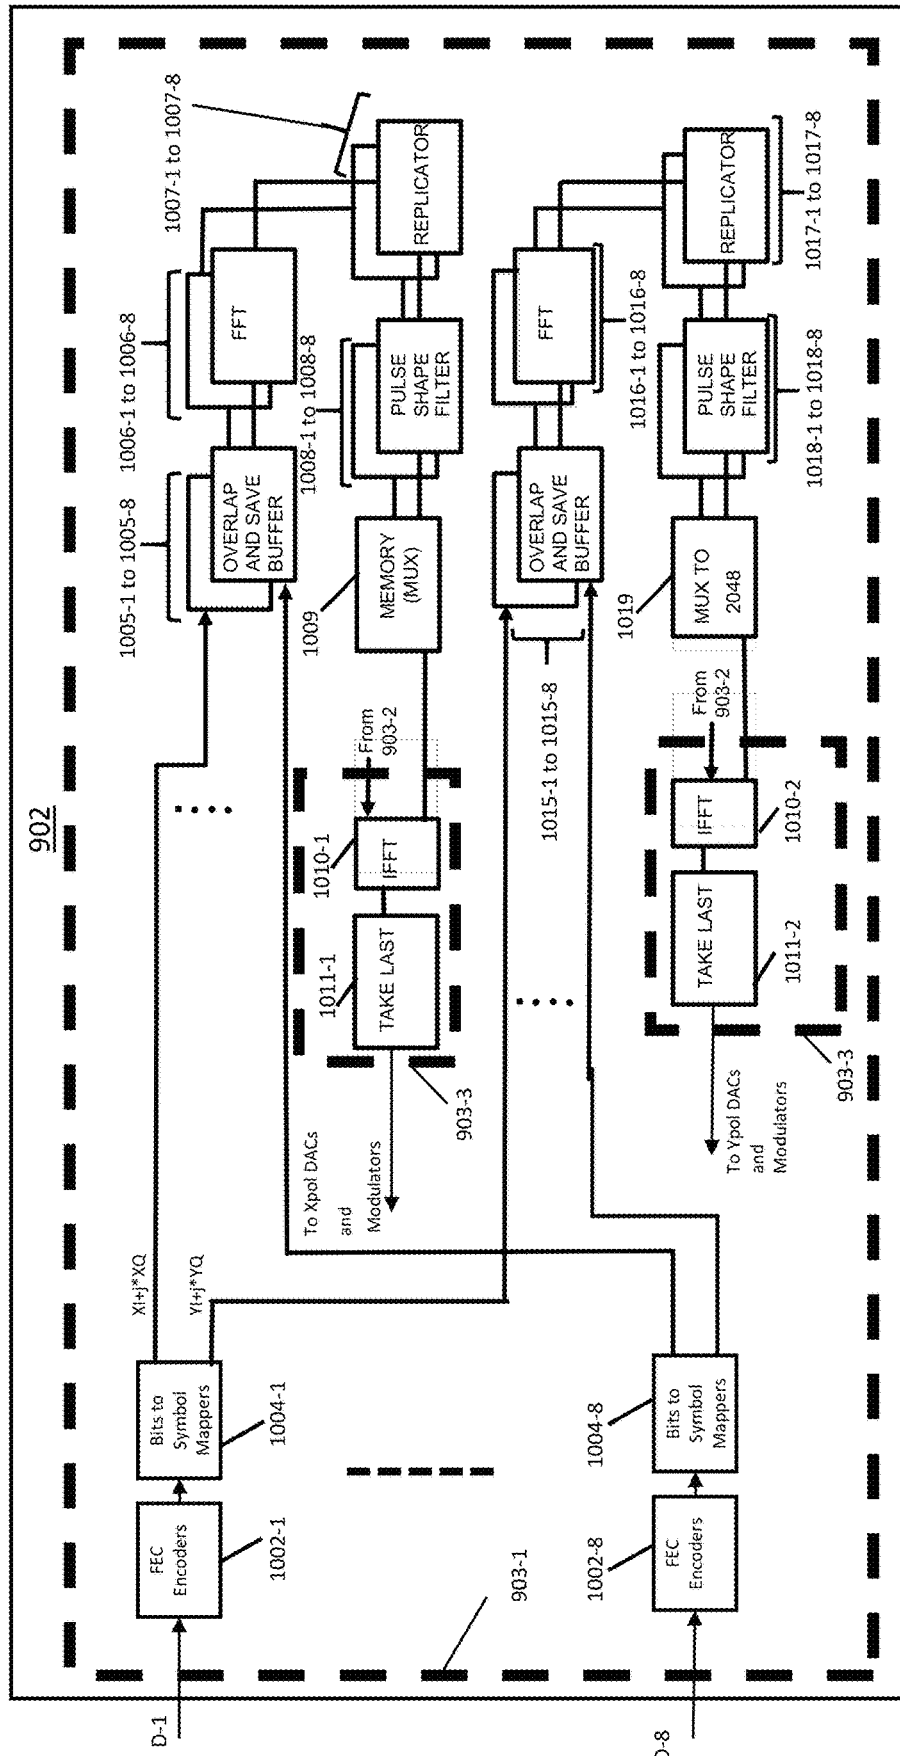 902
D-1
FEC
Encoders
1002-1
Bits to
Symbol
Mappers
1004-1
XI+j*XQ
YI+j*YQ
1005-1 to 1005-8
OVERLAP
AND SAVE
BUFFER
1006-1 to 1006-8
FFT
1007-1 to 1007-8
REPLICATOR
1008-1 to 1008-8
PULSE
SHAPE
FILTER
1009
MEMORY
(MUX)
From
903-2
1010-1
IFFT
1011-1
TAKE LAST
903-3
To Xpol DACs
and
Modulators
903-1
1015-1 to 1015-8
OVERLAP
AND SAVE
BUFFER
1016-1 to 1016-8
FFT
1017-1 to 1017-8
REPLICATOR
1018-1 to 1018-8
PULSE
SHAPE
FILTER
1019
MUX TO
2048
From
903-2
IFFT
1010-2
TAKE LAST
1011-2
903-3
To Ypol DACs
and
Modulators
1004-8
Bits to
Symbol
Mappers
1002-8
FEC
Encoders
D-8